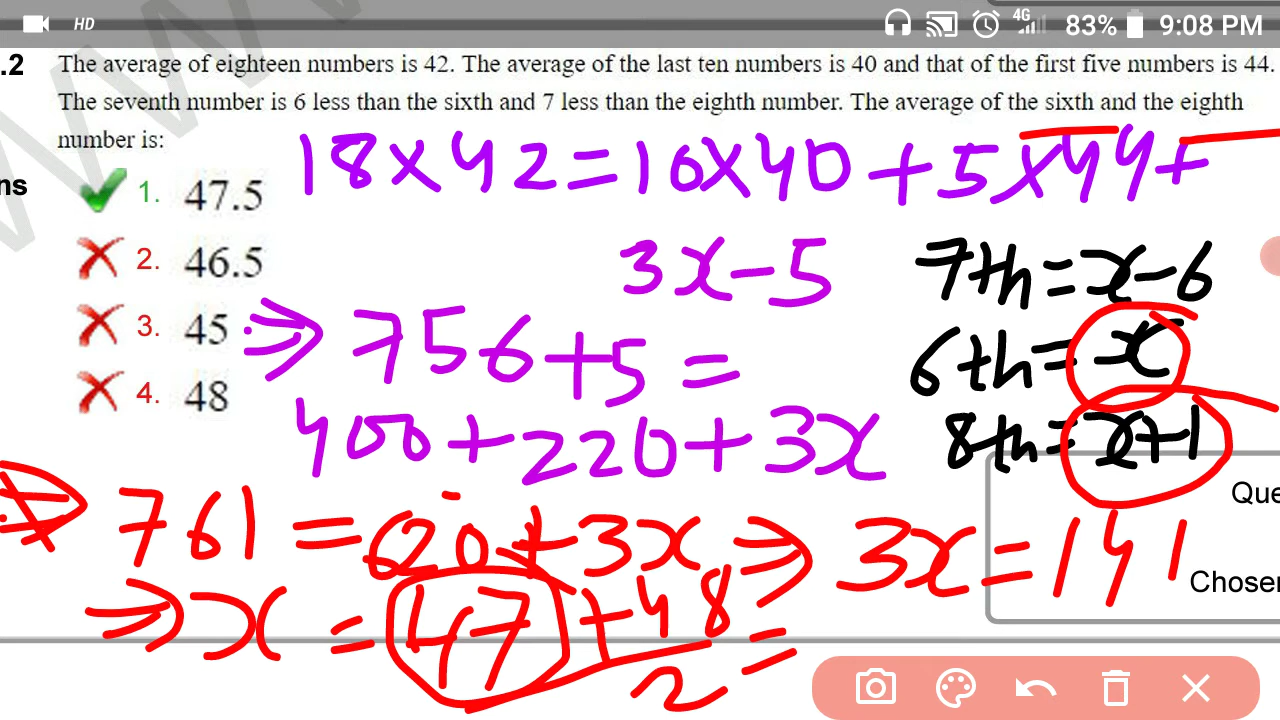 HD 4G 83% 9:08 PM
.2 The average of eighteen numbers is 42. The average of the last ten numbers is 40 and that of the first five numbers is 44.
The seventh number is 6 less than the sixth and 7 less than the eighth number. The average of the sixth and the eighth
number is:
18×42=10×40+5×44+
ns 1. 47.5
3x-5 7th=x-6
2. 46.5
3. 45 ⇒ 756+5= 6th=x
4. 48 400+220+3x 8th=x+1
Que
⇒ 761=620+3x ⇒ 3x=141
Chosen
⇒ x=47+48
2 =